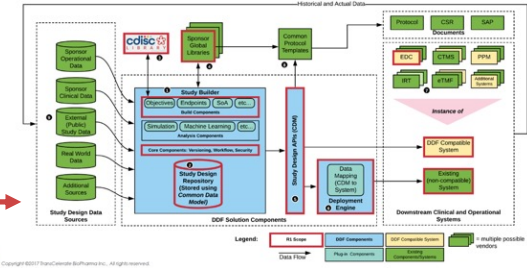 Historical and Actual Data
Protocol
CSR
SAP
Documents
cdisc
LIBRARY
Sponsor
Global
Libraries
Common
Protocol
Templates
Sponsor
Operational
Data
Sponsor
Clinical Data
External
(Public)
Study Data
Real World
Data
Additional
Sources
Study Design Data
Sources
Study Builder
Objectives
Endpoints
SoA
etc...
Build Components
Simulation
Machine Learning
etc...
Analysis Components
Core Components: Versioning, Workflow, Security
Study Design
Repository
(Stored using
Common Data
Model)
DDF Solution Components
Study Design APIs (CDM)
Data
Mapping
(CDM to
System)
Deployment
Engine
EDC
CTMS
PPM
IRT
eTMF
Additional
Systems
Instance of
DDF Compatible
System
Existing
(non-compatible)
System
Downstream Clinical and Operational
Systems
Legend:
R1 Scope
DDF Components
DDF Compatible System
= multiple possible
vendors
Data Flow
Plug-in Components
Existing
Components/Systems
Copyright ©2017 TransCelerate BioPharma Inc., All rights reserved.